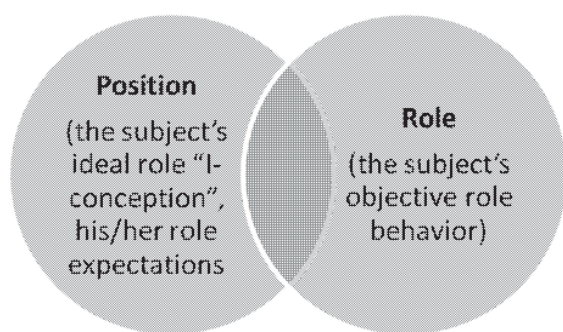 Position
(the subject's
ideal role “I-
conception”,
his/her role
expectations
Role
(the subject's
objective role
behavior)